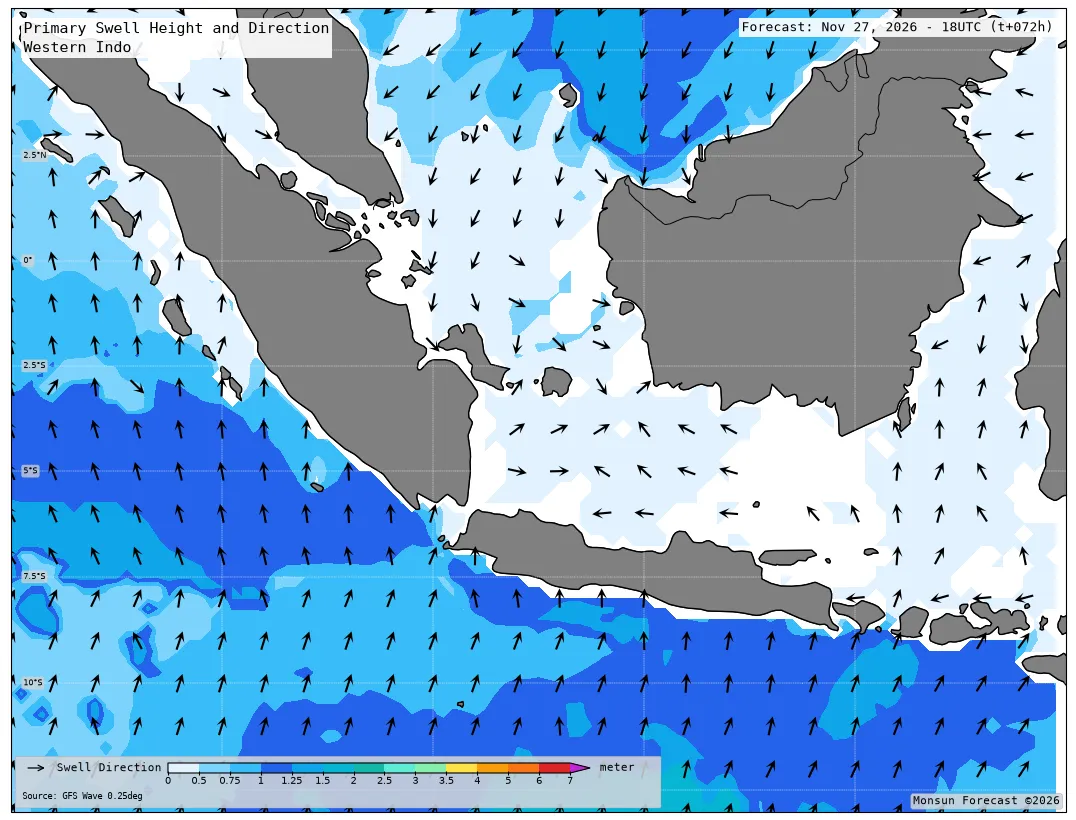 Primary Swell Height and Direction
Western Indo
Forecast: Nov 27, 2026 - 18UTC (t+072h)
2.5°N
0°
2.5°S
5°S
7.5°S
10°S
Swell Direction
0 0.5 0.75 1 1.25 1.5 2 2.5 3 3.5 4 5 6 7
meter
Source: GFS Wave 0.25deg
Monsun Forecast ©2026